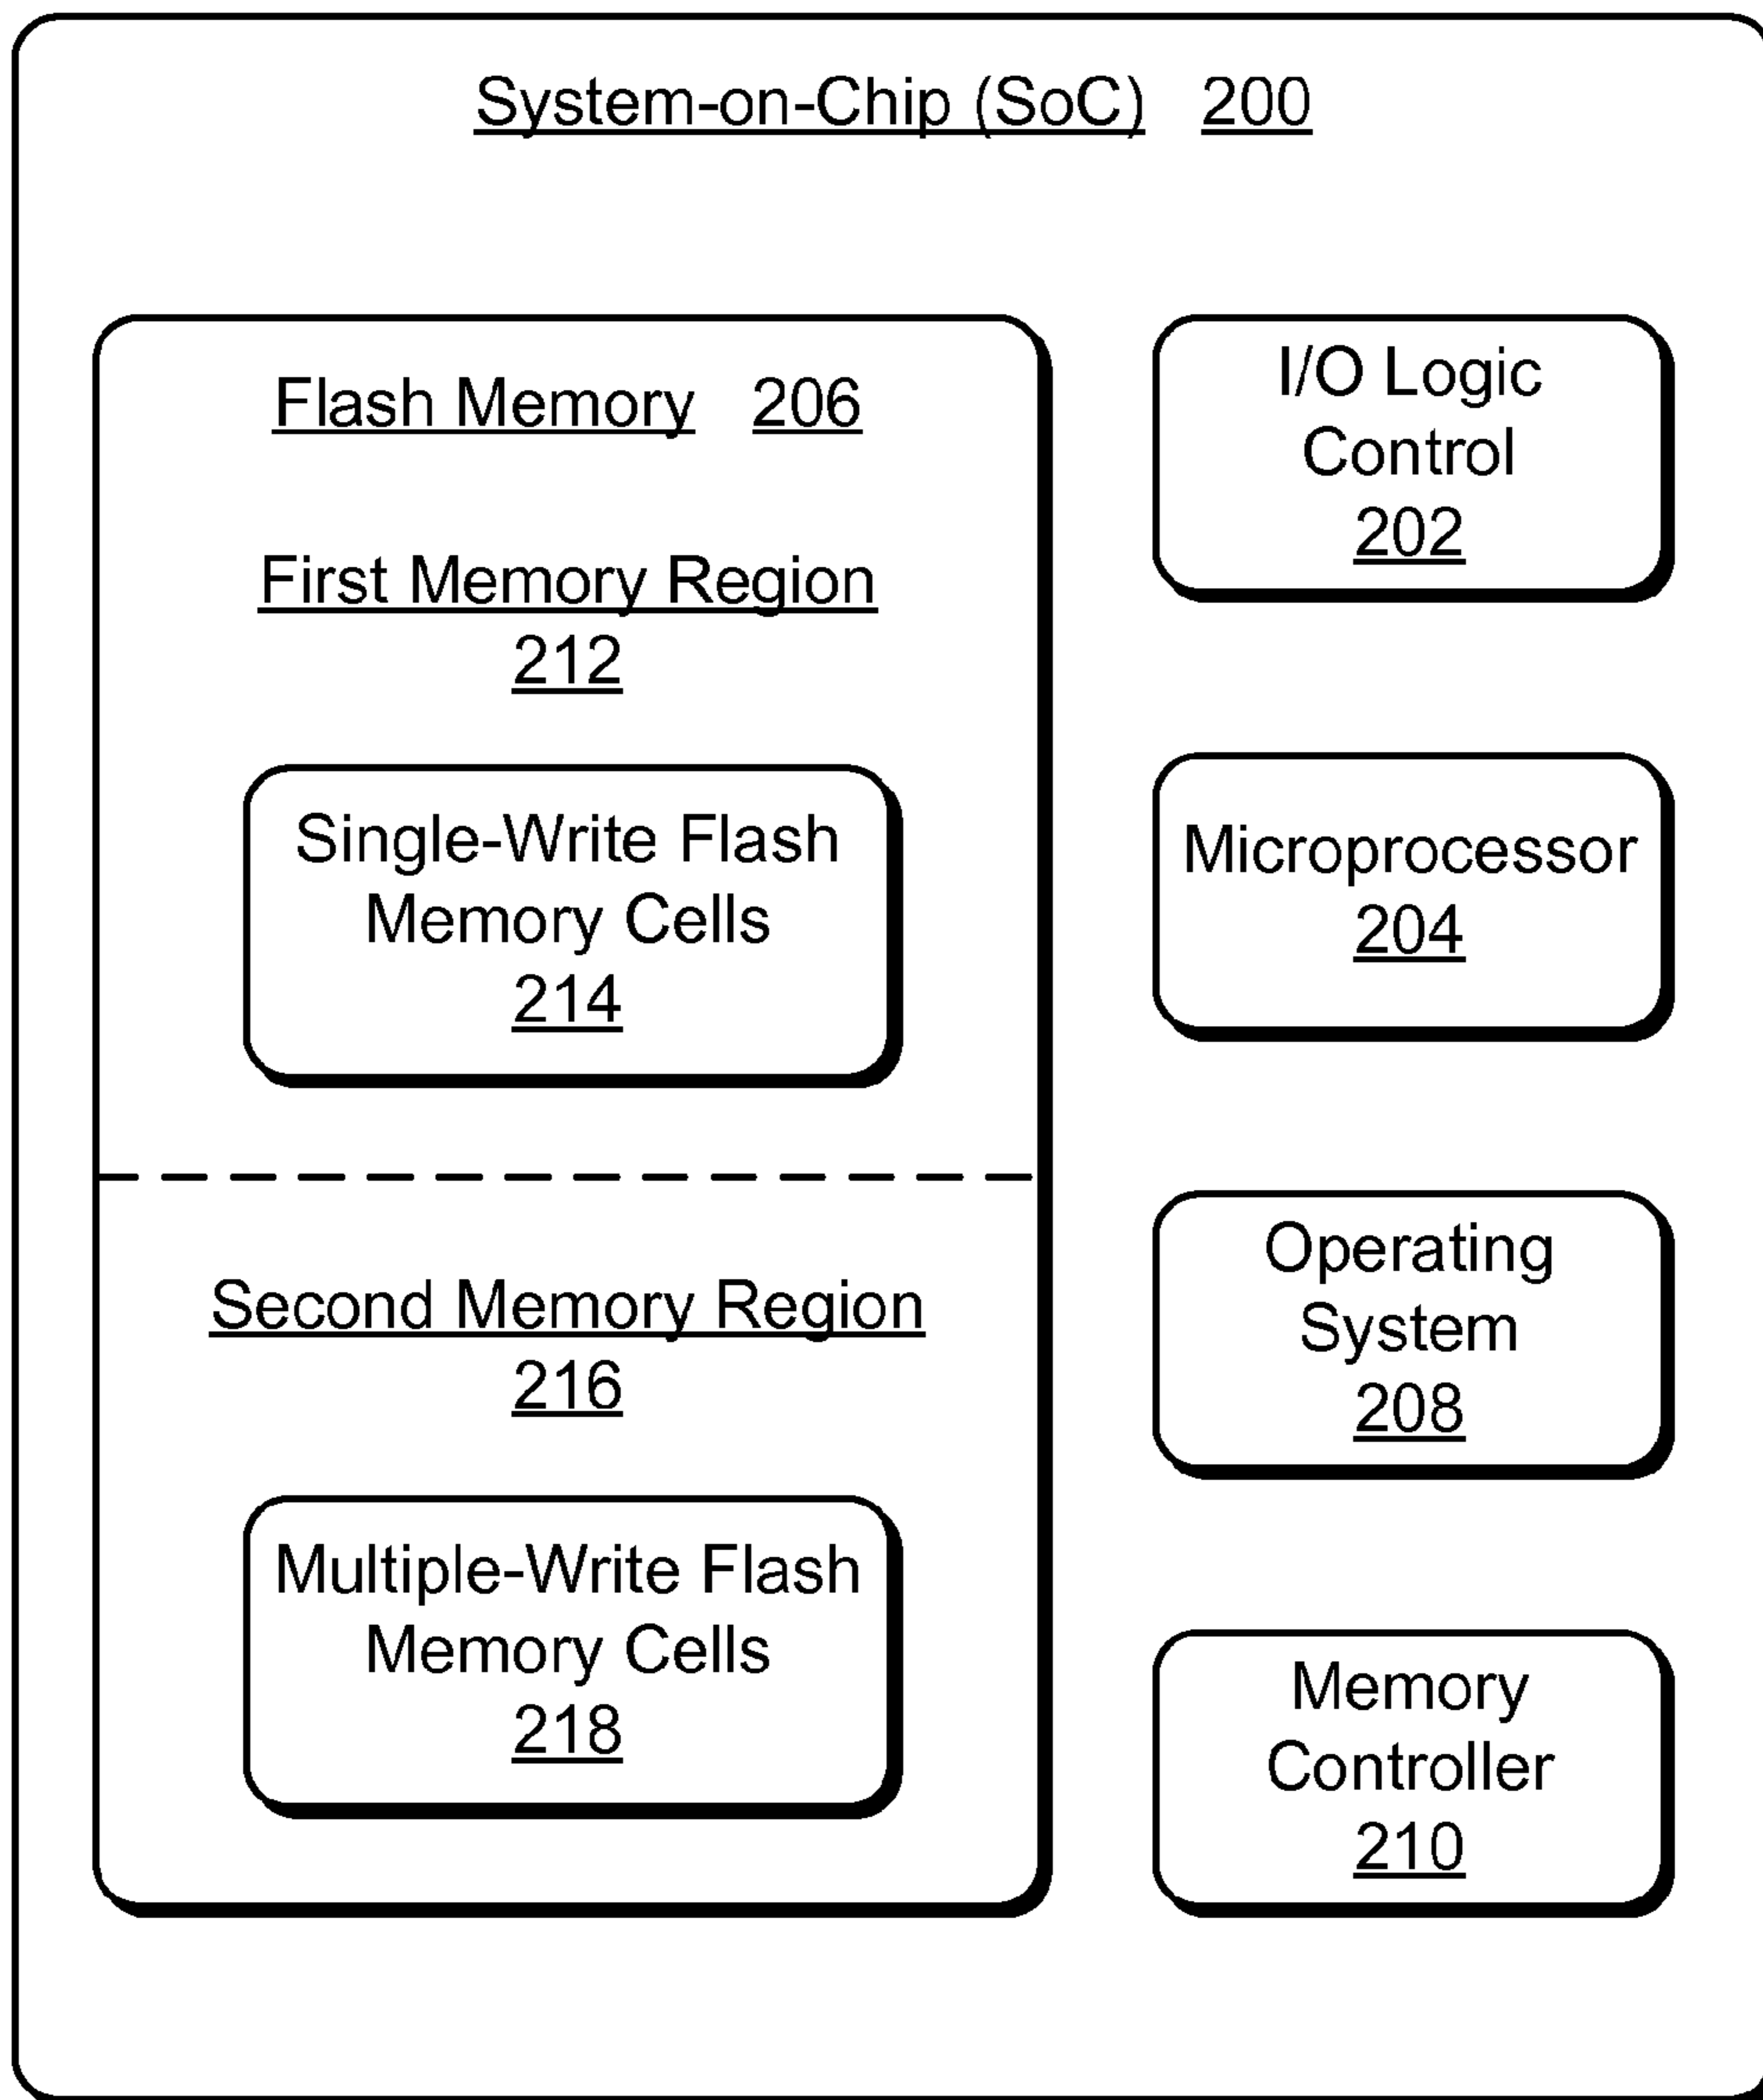 System-on-Chip (SoC) 200
Flash Memory 206
First Memory Region
212
Single-Write Flash
Memory Cells
214
Second Memory Region
216
Multiple-Write Flash
Memory Cells
218
I/O Logic
Control
202
Microprocessor
204
Operating
System
208
Memory
Controller
210